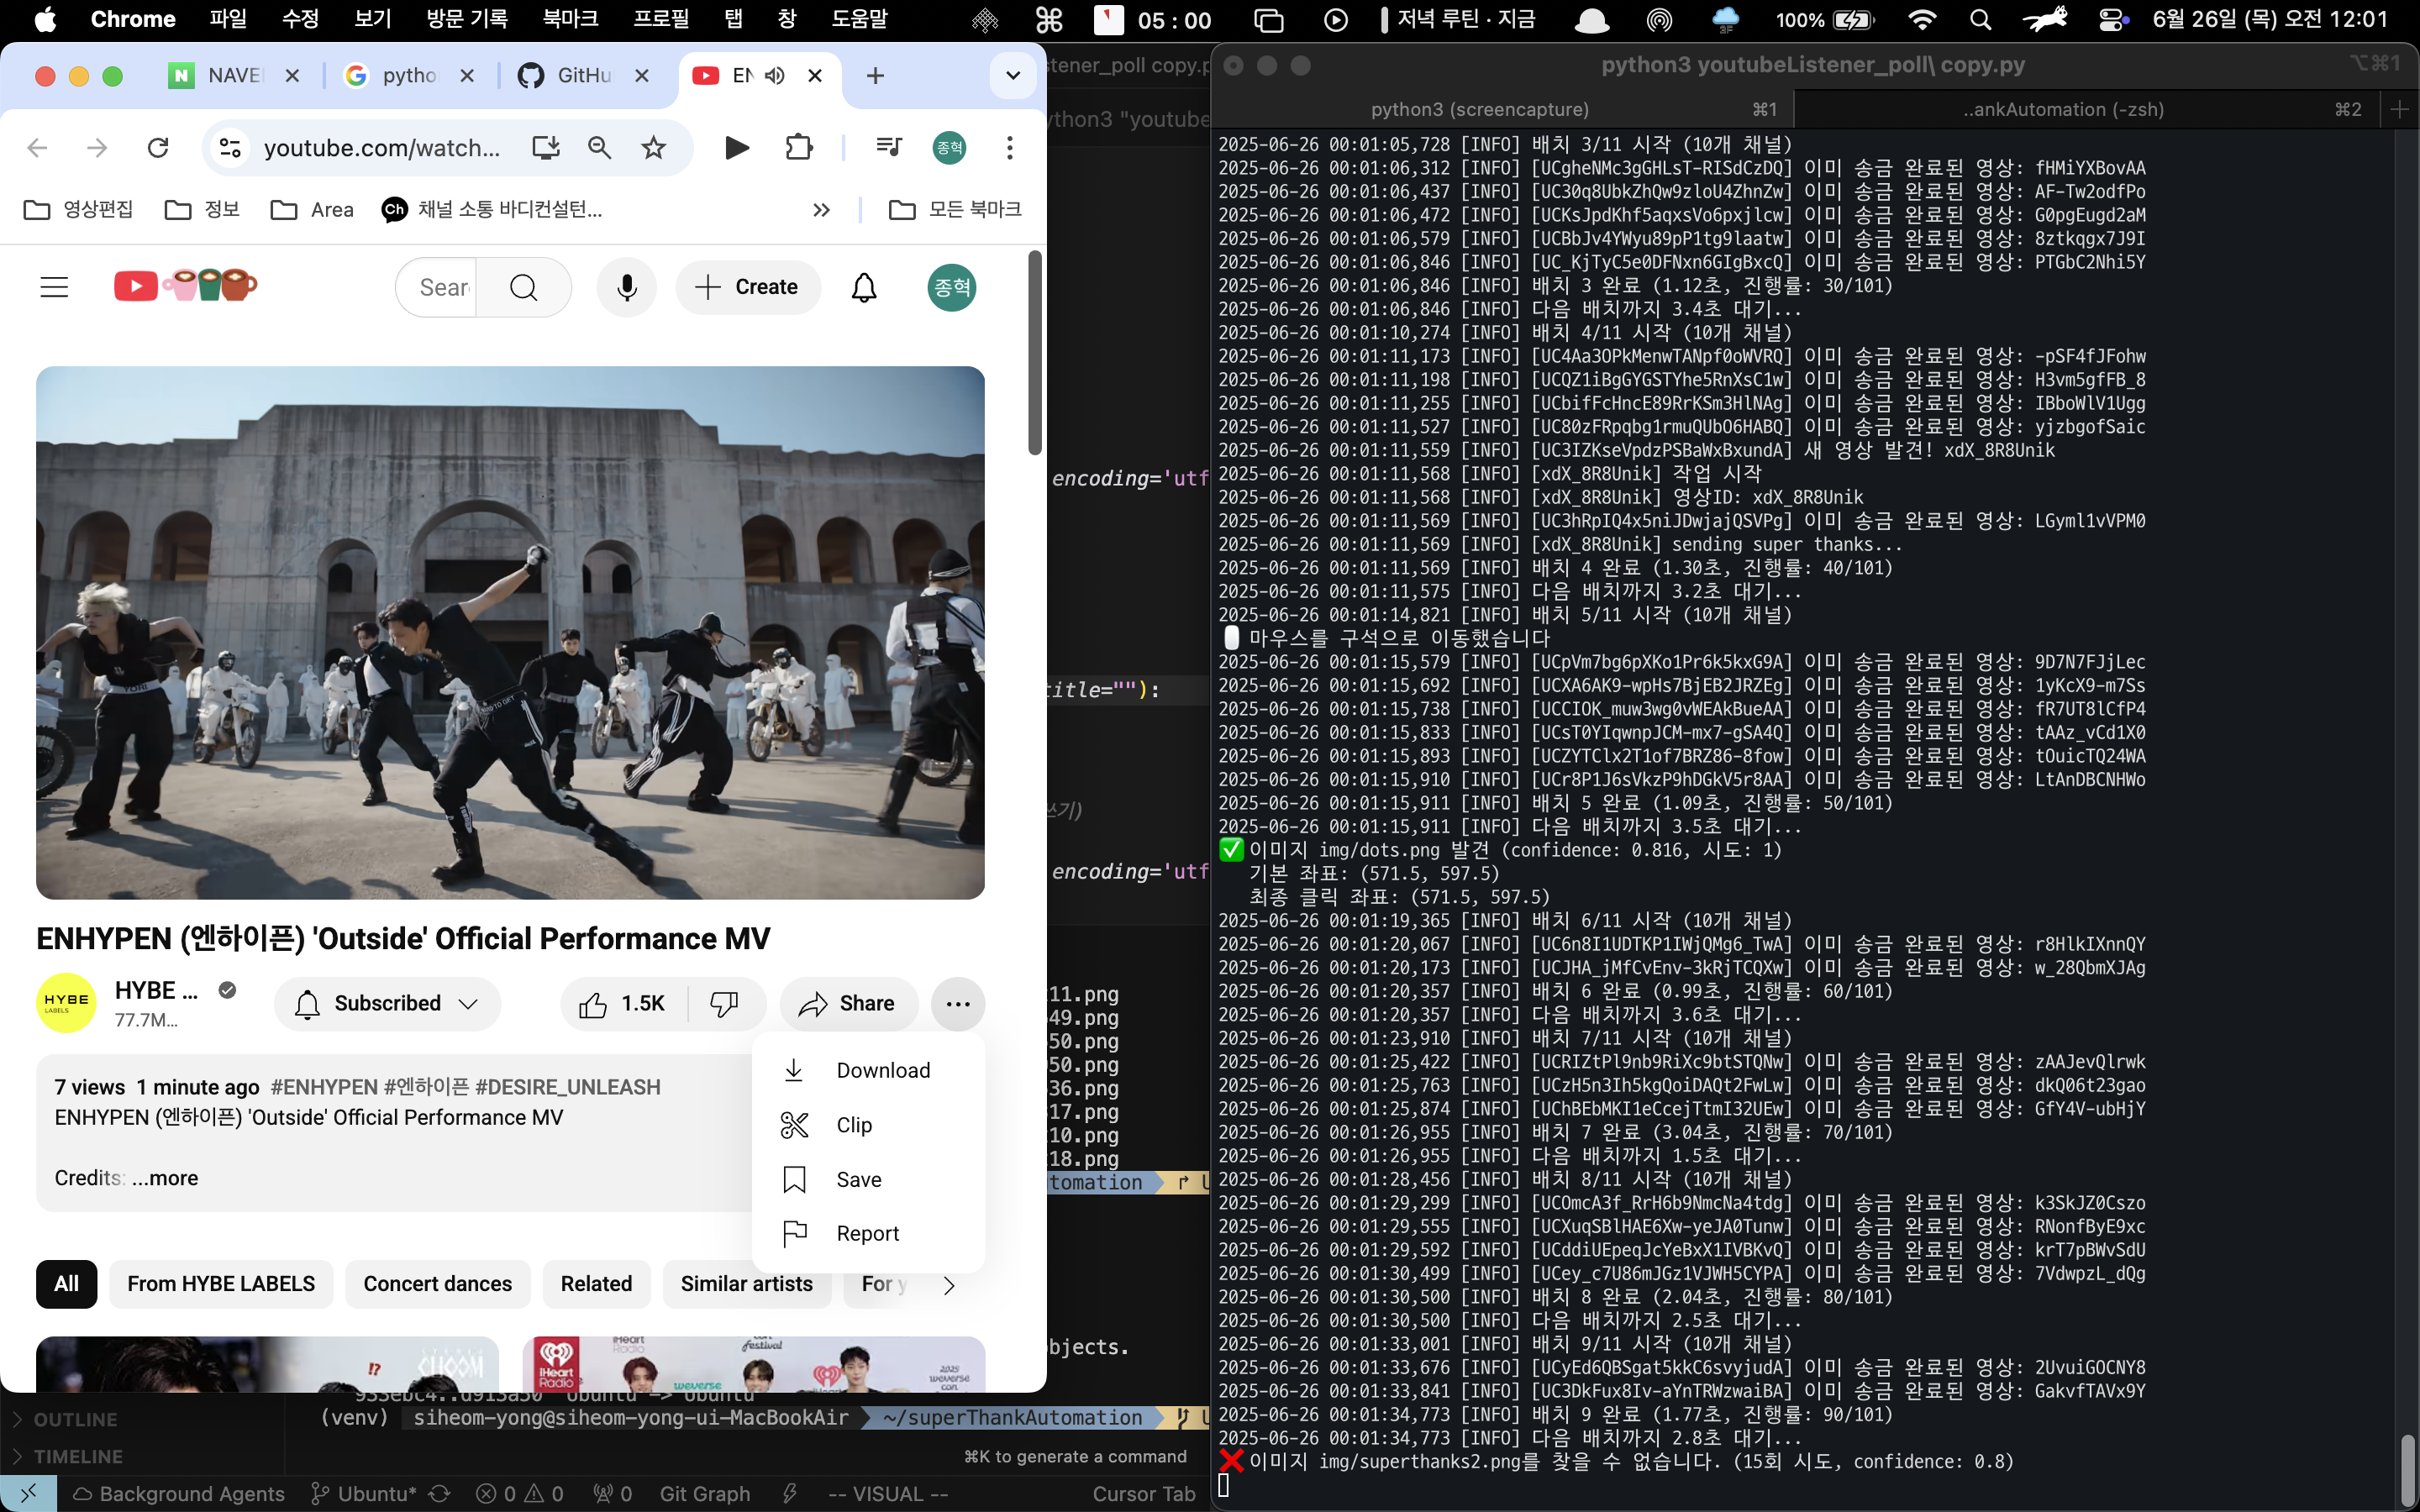 Chrome 파일 수정 보기 방문 기록 북마크 프로필 탭 창 도움말 05 : 00 저녁 루틴 · 지금 3F 100% 6월 26일 (목) 오전 12:01
NAVE pytho GitHu EN
youtube.com/watch... 종혁
영상편집 정보 Area Ch 채널 소통 바디컨설턴... 모든 북마크
Sear Create 종혁
ENHYPEN (엔하이픈) 'Outside' Official Performance MV
HYBE LABELS
HYBE ...
77.7M...
Subscribed 1.5K Share
7 views 1 minute ago #ENHYPEN #엔하이픈 #DESIRE_UNLEASH
ENHYPEN (엔하이픈) 'Outside' Official Performance MV
Credits: ...more
Download
Clip
Save
Report
All From HYBE LABELS Concert dances Related Similar artists For y
!?
iHeart Radio
iHeart Radio
festival
weverse
2025 weverse con
stener_poll copy.p
ython3 "youtube
encoding='utf
title=""):
쓰기)
encoding='utf
11.png
49.png
50.png
50.png
36.png
17.png
10.png
18.png
tomation
bjects.
(venv) siheom-yong@siheom-yong-ui-MacBookAir ~/superThankAutomation
OUTLINE
TIMELINE
⌘K to generate a command
Background Agents Ubuntu* 0 0 0 Git Graph -- VISUAL -- Cursor Tab
python3 youtubeListener_poll\ copy.py ⌥⌘1
python3 (screencapture) ⌘1 ..ankAutomation (-zsh) ⌘2
2025-06-26 00:01:05,728 [INFO] 배치 3/11 시작 (10개 채널)
2025-06-26 00:01:06,312 [INFO] [UCgheNMc3gGHLsT-RISdCzDQ] 이미 송금 완료된 영상: fHMiYXBovAA
2025-06-26 00:01:06,437 [INFO] [UC30q8UbkZhQw9zloU4ZhnZw] 이미 송금 완료된 영상: AF-Tw2odfPo
2025-06-26 00:01:06,472 [INFO] [UCKsJpdKhf5aqxsVo6pxjlcw] 이미 송금 완료된 영상: G0pgEugd2aM
2025-06-26 00:01:06,579 [INFO] [UCBbJv4YWyu89pP1tg9laatw] 이미 송금 완료된 영상: 8ztkqgx7J9I
2025-06-26 00:01:06,846 [INFO] [UC_KjTyC5e0DFNxn6GIgBxcQ] 이미 송금 완료된 영상: PTGbC2Nhi5Y
2025-06-26 00:01:06,846 [INFO] 배치 3 완료 (1.12초, 진행률: 30/101)
2025-06-26 00:01:06,846 [INFO] 다음 배치까지 3.4초 대기...
2025-06-26 00:01:10,274 [INFO] 배치 4/11 시작 (10개 채널)
2025-06-26 00:01:11,173 [INFO] [UC4Aa3OPkMenwTANpf0oWVRQ] 이미 송금 완료된 영상: -pSF4fJFohw
2025-06-26 00:01:11,198 [INFO] [UCQZ1iBgGYGSTYhe5RnXsC1w] 이미 송금 완료된 영상: H3vm5gfFB_8
2025-06-26 00:01:11,255 [INFO] [UCbifFcHncE89RrKSm3HlNAg] 이미 송금 완료된 영상: IBboWlV1Ugg
2025-06-26 00:01:11,527 [INFO] [UC80zFRpqbg1rmuQUbO6HABQ] 이미 송금 완료된 영상: yjzbgofSaic
2025-06-26 00:01:11,559 [INFO] [UC3IZKseVpdzPSBaWxBxundA] 새 영상 발견! xdX_8R8Unik
2025-06-26 00:01:11,568 [INFO] [xdX_8R8Unik] 작업 시작
2025-06-26 00:01:11,568 [INFO] [xdX_8R8Unik] 영상ID: xdX_8R8Unik
2025-06-26 00:01:11,569 [INFO] [UC3hRpIQ4x5niJDwjajQSVPg] 이미 송금 완료된 영상: LGyml1vVPM0
2025-06-26 00:01:11,569 [INFO] [xdX_8R8Unik] sending super thanks...
2025-06-26 00:01:11,569 [INFO] 배치 4 완료 (1.30초, 진행률: 40/101)
2025-06-26 00:01:11,575 [INFO] 다음 배치까지 3.2초 대기...
2025-06-26 00:01:14,821 [INFO] 배치 5/11 시작 (10개 채널)
마우스를 구석으로 이동했습니다
2025-06-26 00:01:15,579 [INFO] [UCpVm7bg6pXKo1Pr6k5kxG9A] 이미 송금 완료된 영상: 9D7N7FJjLec
2025-06-26 00:01:15,692 [INFO] [UCXA6AK9-wpHs7BjEB2JRZEg] 이미 송금 완료된 영상: 1yKcX9-m7Ss
2025-06-26 00:01:15,738 [INFO] [UCCIOK_muw3wg0vWEAkBueAA] 이미 송금 완료된 영상: fR7UT8lCfP4
2025-06-26 00:01:15,833 [INFO] [UCsT0YIqwnpJCM-mx7-gSA4Q] 이미 송금 완료된 영상: tAAz_vCd1X0
2025-06-26 00:01:15,893 [INFO] [UCZYTClx2T1of7BRZ86-8fow] 이미 송금 완료된 영상: tOuicTQ24WA
2025-06-26 00:01:15,910 [INFO] [UCr8P1J6sVkzP9hDGkV5r8AA] 이미 송금 완료된 영상: LtAnDBCNHWo
2025-06-26 00:01:15,911 [INFO] 배치 5 완료 (1.09초, 진행률: 50/101)
2025-06-26 00:01:15,911 [INFO] 다음 배치까지 3.5초 대기...
✅ 이미지 img/dots.png 발견 (confidence: 0.816, 시도: 1)
기본 좌표: (571.5, 597.5)
최종 클릭 좌표: (571.5, 597.5)
2025-06-26 00:01:19,365 [INFO] 배치 6/11 시작 (10개 채널)
2025-06-26 00:01:20,067 [INFO] [UC6n8I1UDTKP1IWjQMg6_TwA] 이미 송금 완료된 영상: r8HlkIXnnQY
2025-06-26 00:01:20,173 [INFO] [UCJHA_jMfCvEnv-3kRjTCQXw] 이미 송금 완료된 영상: w_28QbmXJAg
2025-06-26 00:01:20,357 [INFO] 배치 6 완료 (0.99초, 진행률: 60/101)
2025-06-26 00:01:20,357 [INFO] 다음 배치까지 3.6초 대기...
2025-06-26 00:01:23,910 [INFO] 배치 7/11 시작 (10개 채널)
2025-06-26 00:01:25,422 [INFO] [UCRIZtPl9nb9RiXc9btSTQNw] 이미 송금 완료된 영상: zAAJevQlrwk
2025-06-26 00:01:25,763 [INFO] [UCzH5n3Ih5kgQoiDAQt2FwLw] 이미 송금 완료된 영상: dkQ06t23gao
2025-06-26 00:01:25,874 [INFO] [UChBEbMKI1eCcejTtmI32UEw] 이미 송금 완료된 영상: GfY4V-ubHjY
2025-06-26 00:01:26,955 [INFO] 배치 7 완료 (3.04초, 진행률: 70/101)
2025-06-26 00:01:26,955 [INFO] 다음 배치까지 1.5초 대기...
2025-06-26 00:01:28,456 [INFO] 배치 8/11 시작 (10개 채널)
2025-06-26 00:01:29,299 [INFO] [UCOmcA3f_RrH6b9NmcNa4tdg] 이미 송금 완료된 영상: k3SkJZ0Cszo
2025-06-26 00:01:29,555 [INFO] [UCXuqSBlHAE6Xw-yeJA0Tunw] 이미 송금 완료된 영상: RNonfByE9xc
2025-06-26 00:01:29,592 [INFO] [UCddiUEpeqJcYeBxX1IVBKvQ] 이미 송금 완료된 영상: krT7pBWvSdU
2025-06-26 00:01:30,499 [INFO] [UCey_c7U86mJGz1VJWH5CYPA] 이미 송금 완료된 영상: 7VdwpzL_dQg
2025-06-26 00:01:30,500 [INFO] 배치 8 완료 (2.04초, 진행률: 80/101)
2025-06-26 00:01:30,500 [INFO] 다음 배치까지 2.5초 대기...
2025-06-26 00:01:33,001 [INFO] 배치 9/11 시작 (10개 채널)
2025-06-26 00:01:33,676 [INFO] [UCyEd6QBSgat5kkC6svyjudA] 이미 송금 완료된 영상: 2UvuiGOCNY8
2025-06-26 00:01:33,841 [INFO] [UC3DkFux8Iv-aYnTRWzwaiBA] 이미 송금 완료된 영상: GakvfTAVx9Y
2025-06-26 00:01:34,773 [INFO] 배치 9 완료 (1.77초, 진행률: 90/101)
2025-06-26 00:01:34,773 [INFO] 다음 배치까지 2.8초 대기...
❌ 이미지 img/superthanks2.png를 찾을 수 없습니다. (15회 시도, confidence: 0.8)